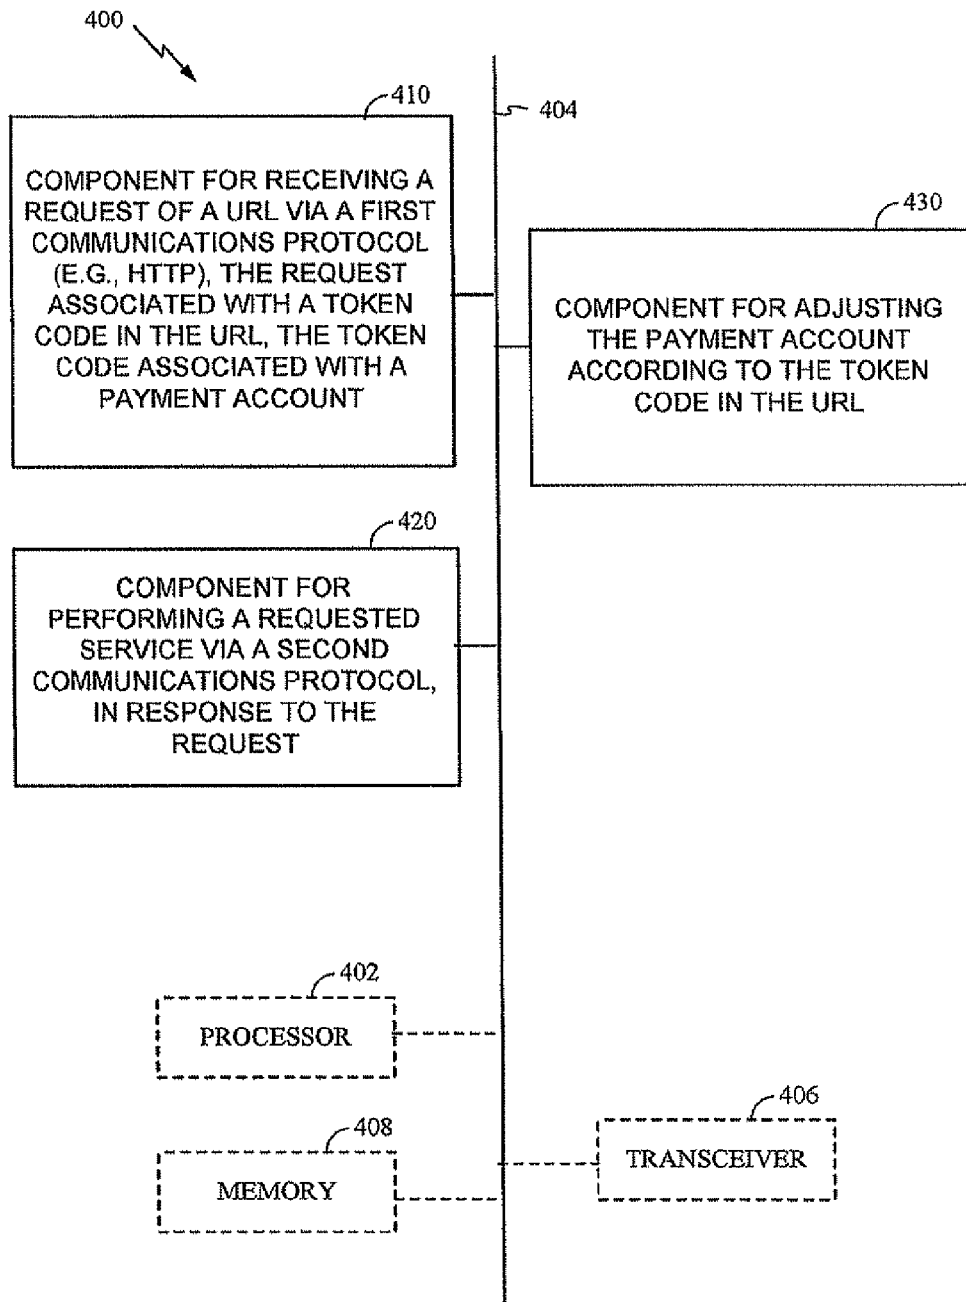 400
410
404
COMPONENT FOR RECEIVING A
REQUEST OF A URL VIA A FIRST
COMMUNICATIONS PROTOCOL
(E.G., HTTP), THE REQUEST
ASSOCIATED WITH A TOKEN
CODE IN THE URL, THE TOKEN
CODE ASSOCIATED WITH A
PAYMENT ACCOUNT
430
COMPONENT FOR ADJUSTING
THE PAYMENT ACCOUNT
ACCORDING TO THE TOKEN
CODE IN THE URL
420
COMPONENT FOR
PERFORMING A REQUESTED
SERVICE VIA A SECOND
COMMUNICATIONS PROTOCOL,
IN RESPONSE TO THE
REQUEST
402
PROCESSOR
408
MEMORY
406
TRANSCEIVER